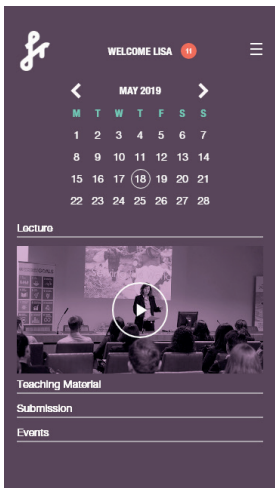 fr
WELCOME LISA 11
MAY 2019
M T W T F S S
1 2 3 4 5 6 7
8 9 10 11 12 13 14
15 16 17 18 19 20 21
22 23 24 25 26 27 28
Lecture
Teaching Material
Submission
Events